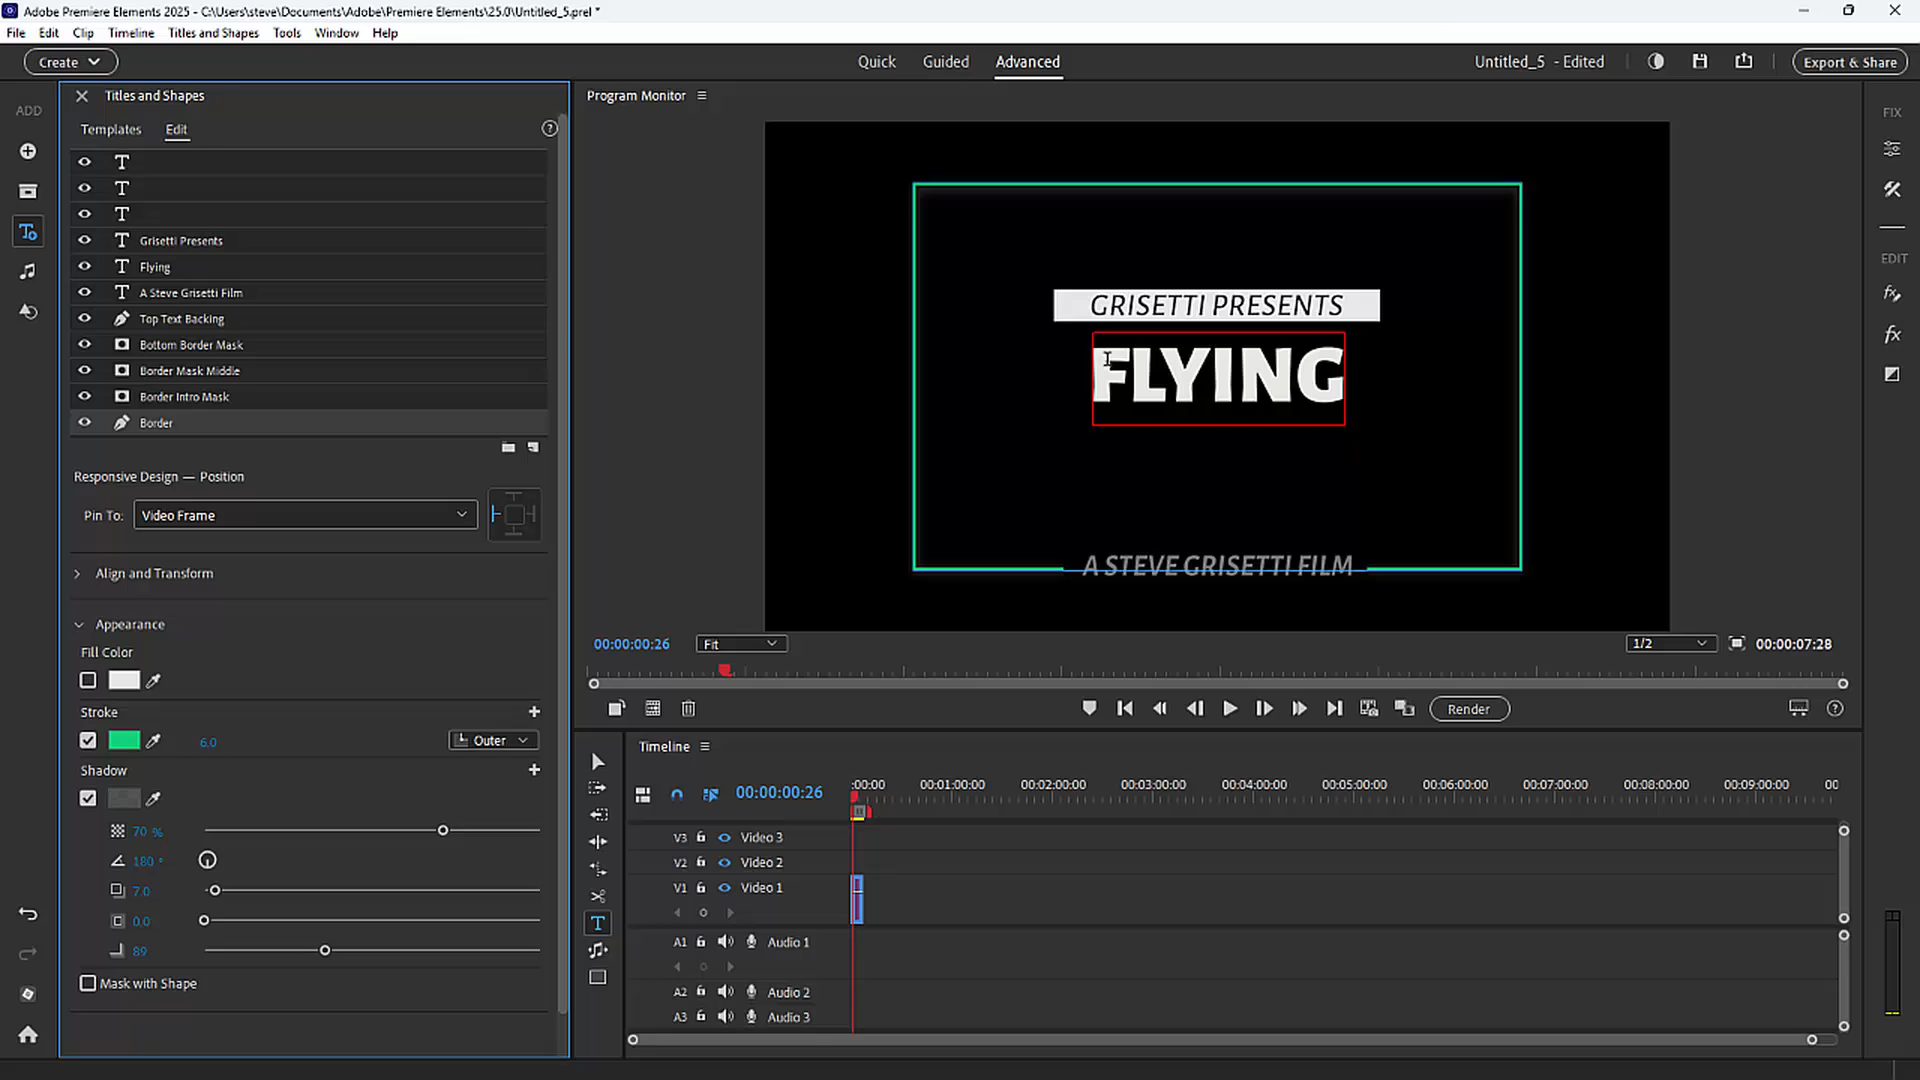 Adobe Premiere Elements 2025 - C:\Users\steve\Documents\Adobe\Premiere Elements\25.0\Untitled_5.prel *
File Edit Clip Timeline Titles and Shapes Tools Window Help
Create
Quick Guided Advanced
Untitled_5 - Edited
Export & Share
ADD
Titles and Shapes
Templates Edit
Grisetti Presents
Flying
A Steve Grisetti Film
Top Text Backing
Bottom Border Mask
Border Mask Middle
Border Intro Mask
Border
Responsive Design — Position
Pin To: Video Frame
Align and Transform
Appearance
Fill Color
Stroke
6.0 Outer
Shadow
70 %
180 °
7.0
0.0
89
Mask with Shape
Program Monitor
GRISETTI PRESENTS
FLYING
A STEVE GRISETTI FILM
00:00:00:26 Fit 1/2 00:00:07:28
Render
Timeline
00:00:00:26
:00:00 00:01:00:00 00:02:00:00 00:03:00:00 00:04:00:00 00:05:00:00 00:06:00:00 00:07:00:00 00:08:00:00 00:09:00:00 00
V3 Video 3
V2 Video 2
V1 Video 1
A1 Audio 1
A2 Audio 2
A3 Audio 3
FIX
EDIT